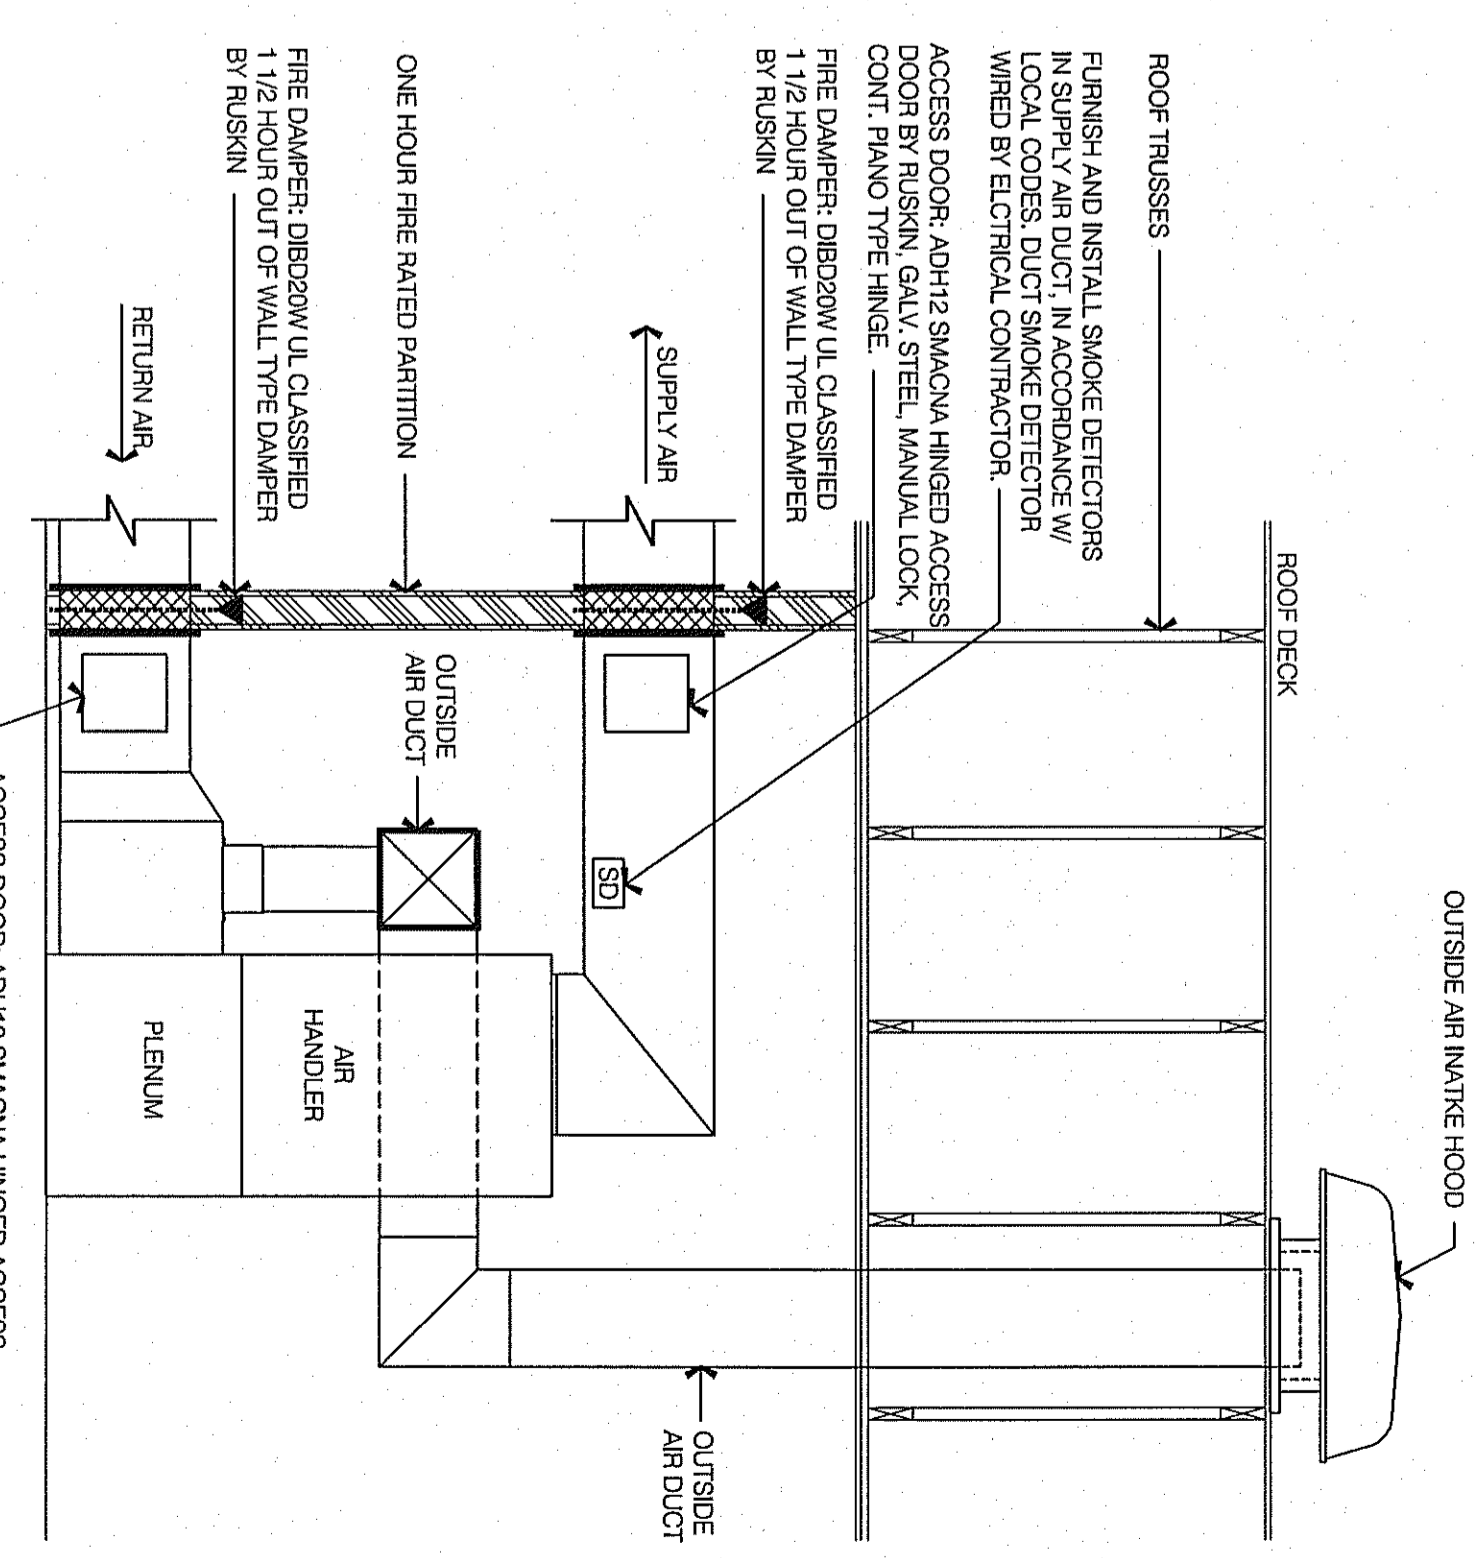 OUTSIDE AIR INATKE HOOD
ROOF DECK
ROOF TRUSSES
FURNISH AND INSTALL SMOKE DETECTORS
IN SUPPLY AIR DUCT, IN ACCORDANCE W/
LOCAL CODES. DUCT SMOKE DETECTOR
WIRED BY ELCTRICAL CONTRACTOR.
ACCESS DOOR: ADH12 SMACNA HINGED ACCESS
DOOR BY RUSKIN, GALV. STEEL, MANUAL LOCK,
CONT. PIANO TYPE HINGE.
FIRE DAMPER: DIBD20W UL CLASSIFIED
1 1/2 HOUR OUT OF WALL TYPE DAMPER
BY RUSKIN
SUPPLY AIR
SD
OUTSIDE
AIR DUCT
OUTSIDE
AIR DUCT
ONE HOUR FIRE RATED PARTITION
AIR
HANDLER
FIRE DAMPER: DIBD20W UL CLASSIFIED
1 1/2 HOUR OUT OF WALL TYPE DAMPER
BY RUSKIN
RETURN AIR
PLENUM